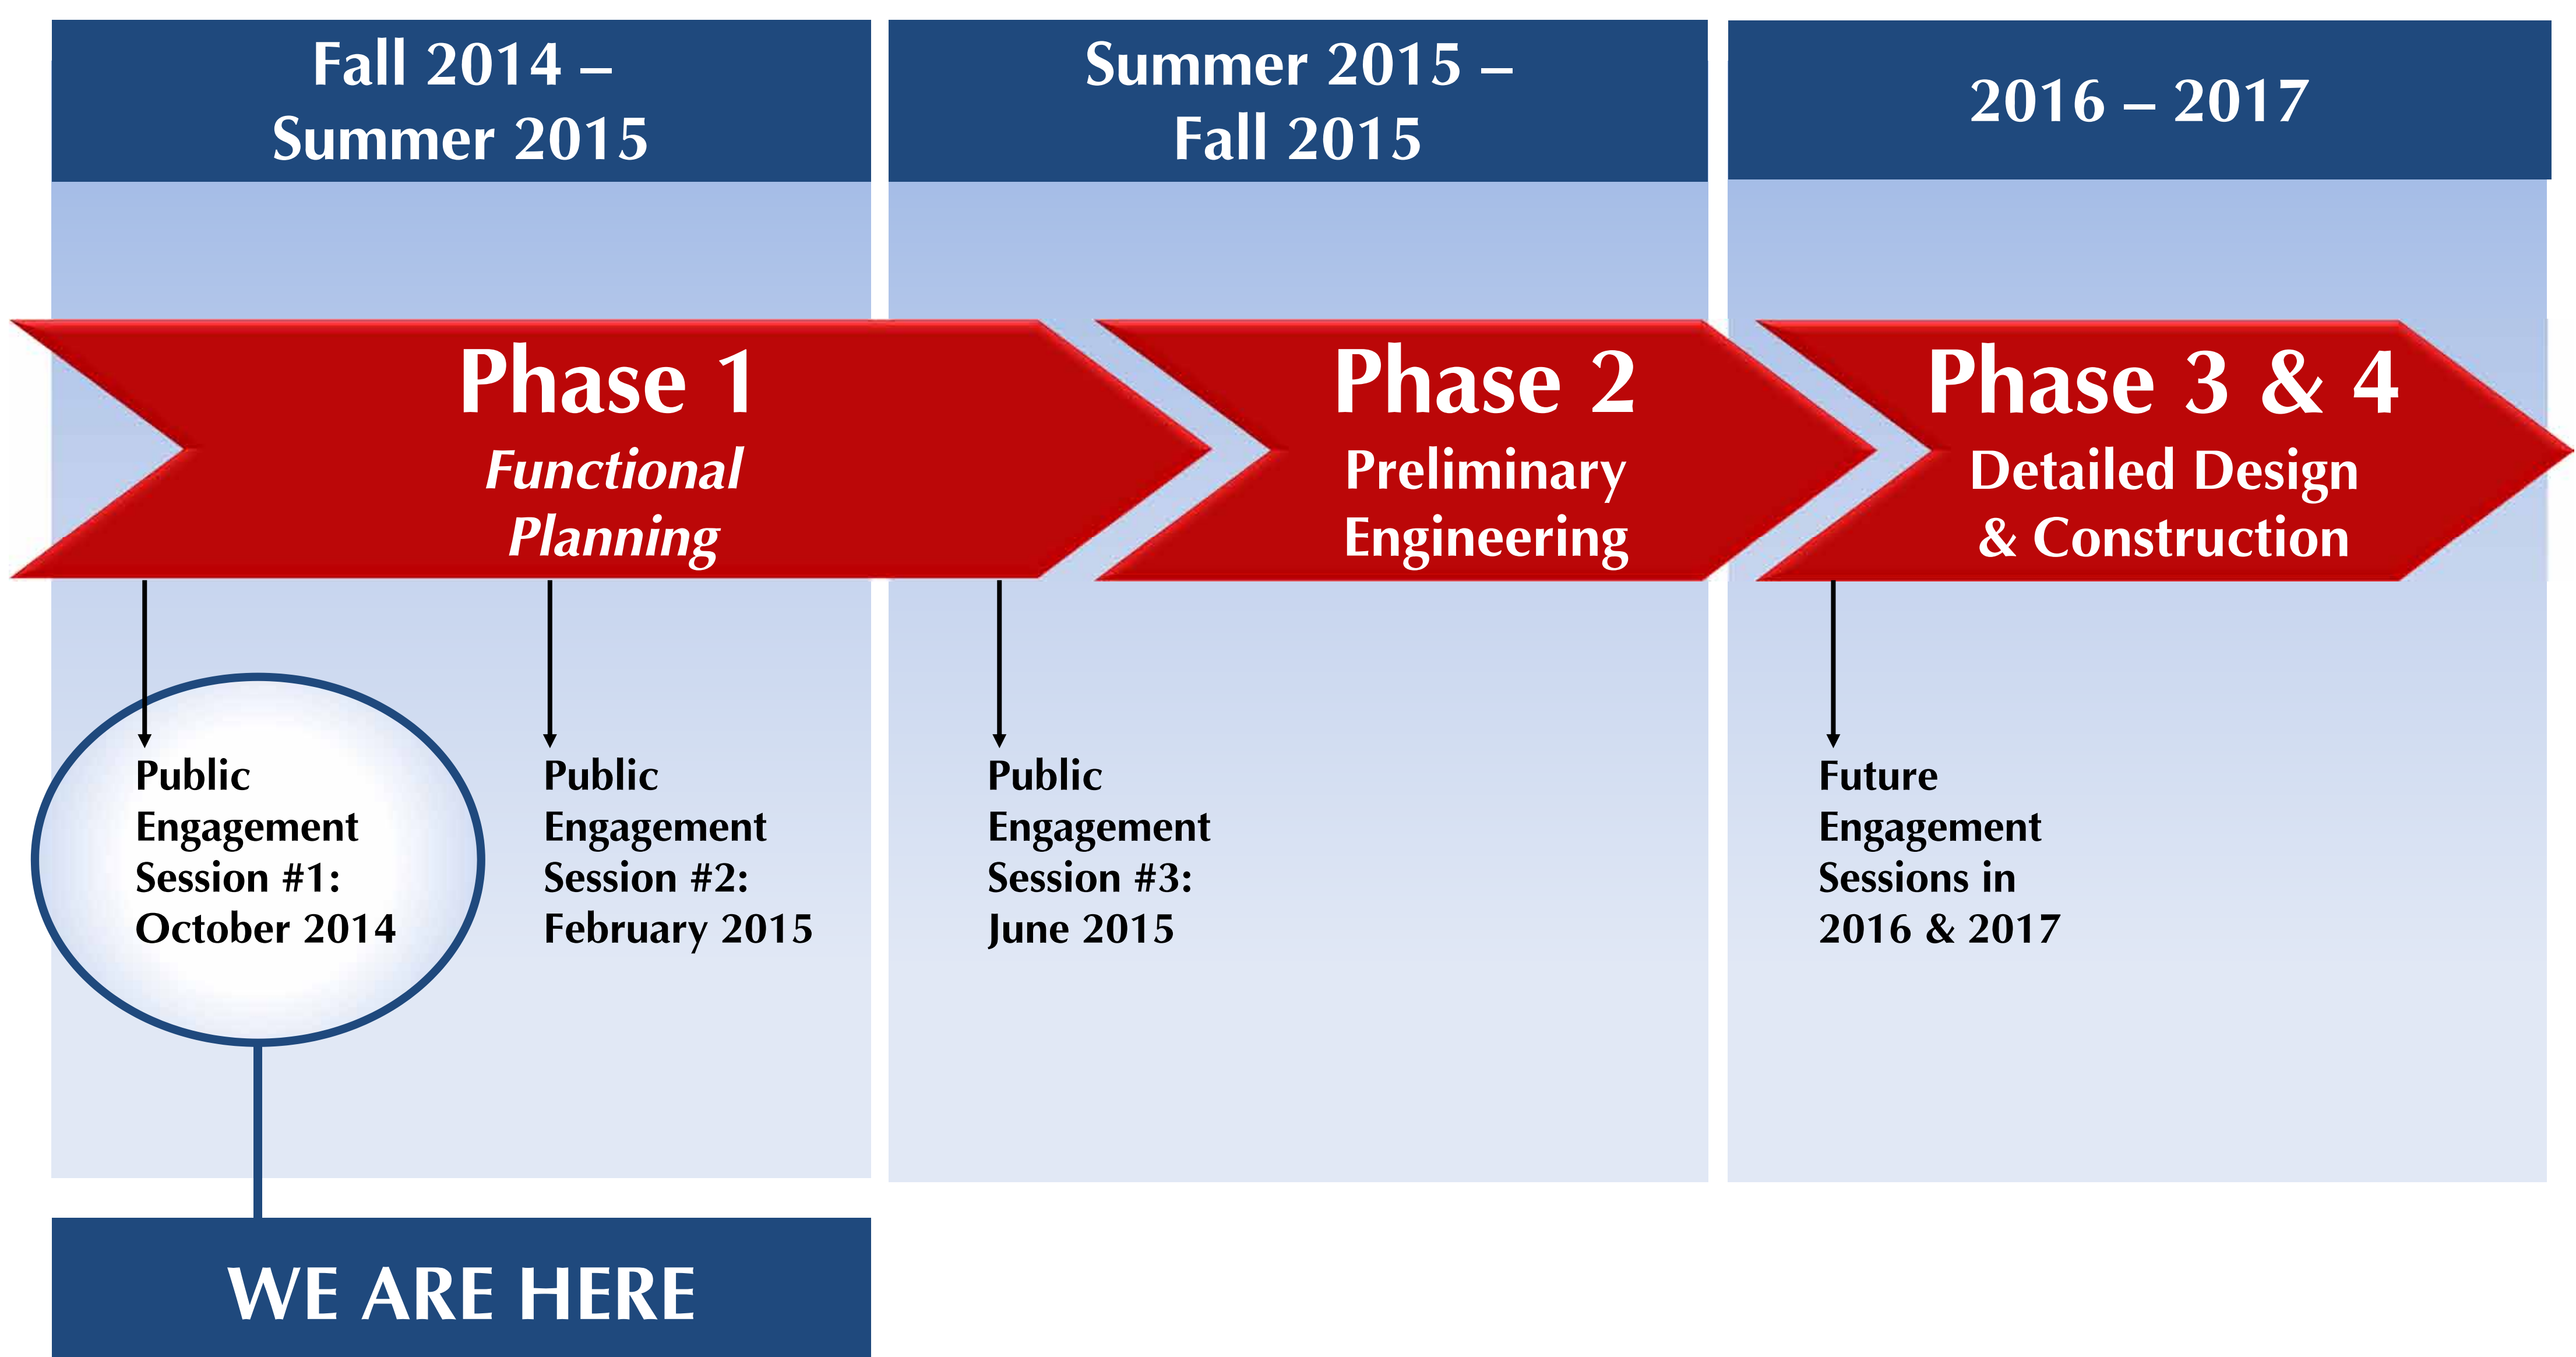 Fall 2014 –
Summer 2015
Summer 2015 –
Fall 2015
2016 – 2017
Phase 1
Functional
Planning
Phase 2
Preliminary
Engineering
Phase 3 & 4
Detailed Design
& Construction
Public
Engagement
Session #1:
October 2014
Public
Engagement
Session #2:
February 2015
Public
Engagement
Session #3:
June 2015
Future
Engagement
Sessions in
2016 & 2017
WE ARE HERE